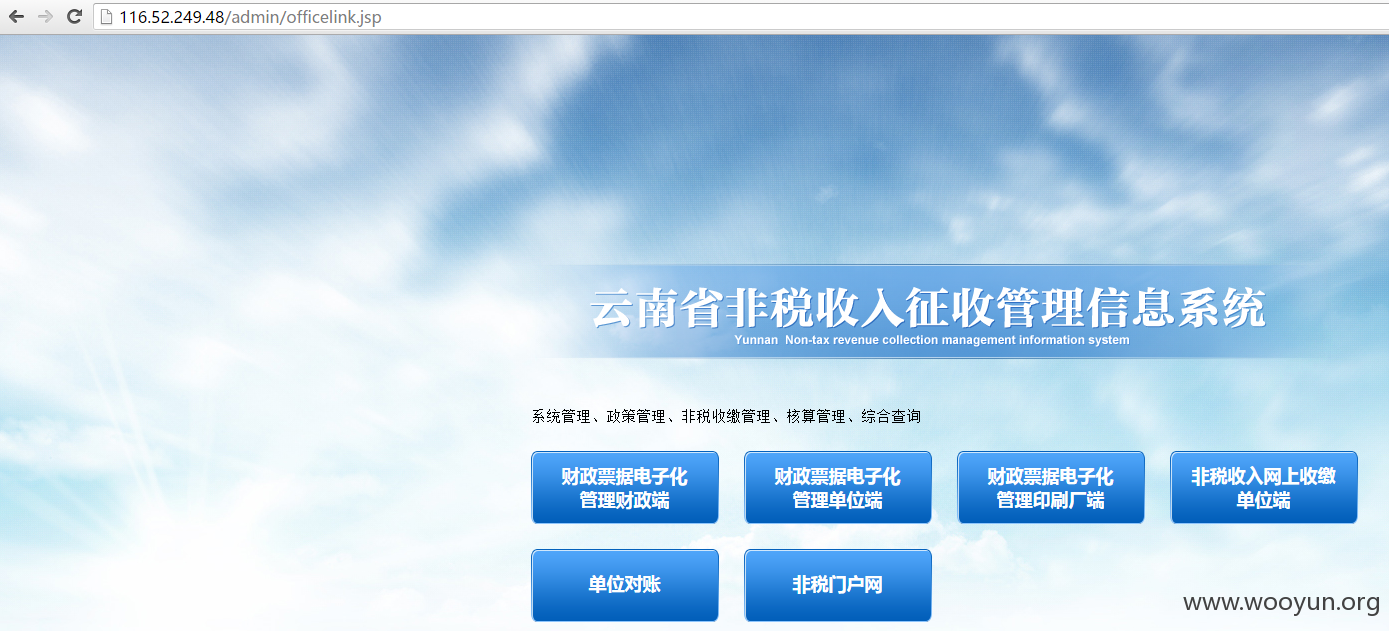 116.52.249.48/admin/officelink.jsp
云南省非税收入征收管理信息系统
Yunnan Non-tax revenue collection management information system
系统管理、政策管理、非税收缴管理、核算管理、综合查询
财政票据电子化
管理财政端
财政票据电子化
管理单位端
财政票据电子化
管理印刷厂端
非税收入网上收缴
单位端
单位对账
非税门户网
www.wooyun.org